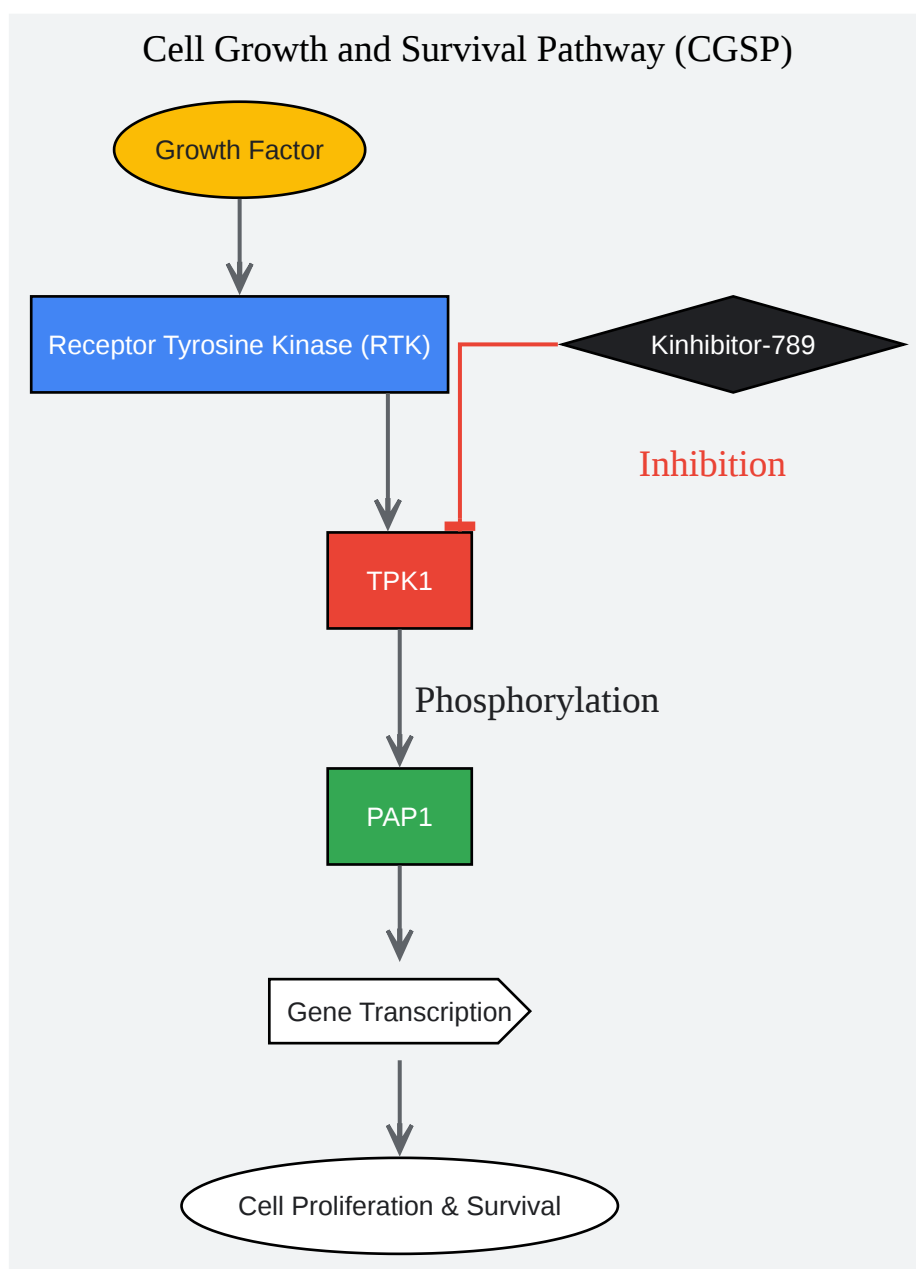 Cell Growth and Survival Pathway (CGSP)
Growth Factor
Receptor Tyrosine Kinase (RTK)
Kinhibitor-789
Inhibition
TPK1
Phosphorylation
PAP1
Gene Transcription
Cell Proliferation & Survival